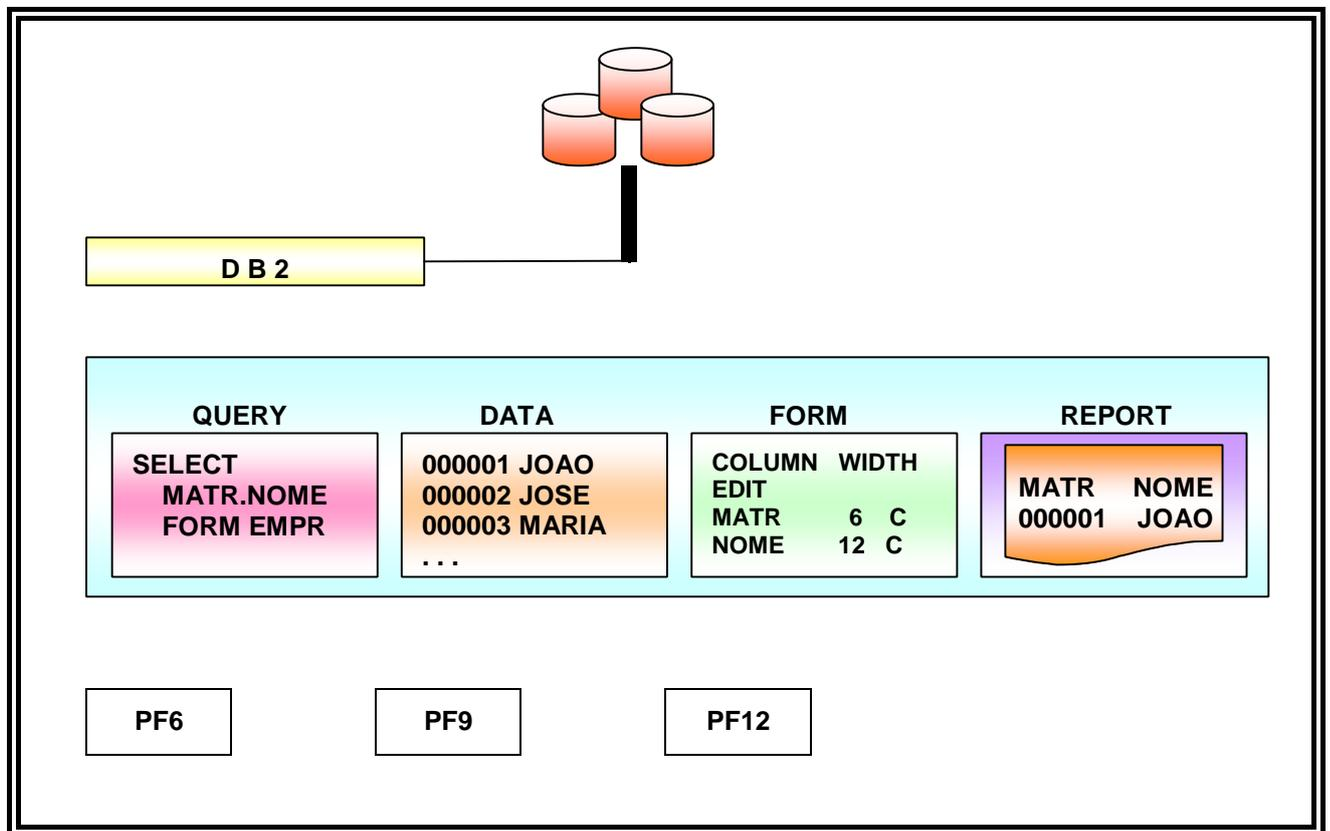 D B 2
QUERY
SELECT
MATR.NOME
FORM EMPR
DATA
000001 JOAO
000002 JOSE
000003 MARIA
. . .
FORM
COLUMN WIDTH
EDIT
MATR 6 C
NOME 12 C
REPORT
MATR NOME
000001 JOAO
PF6
PF9
PF12